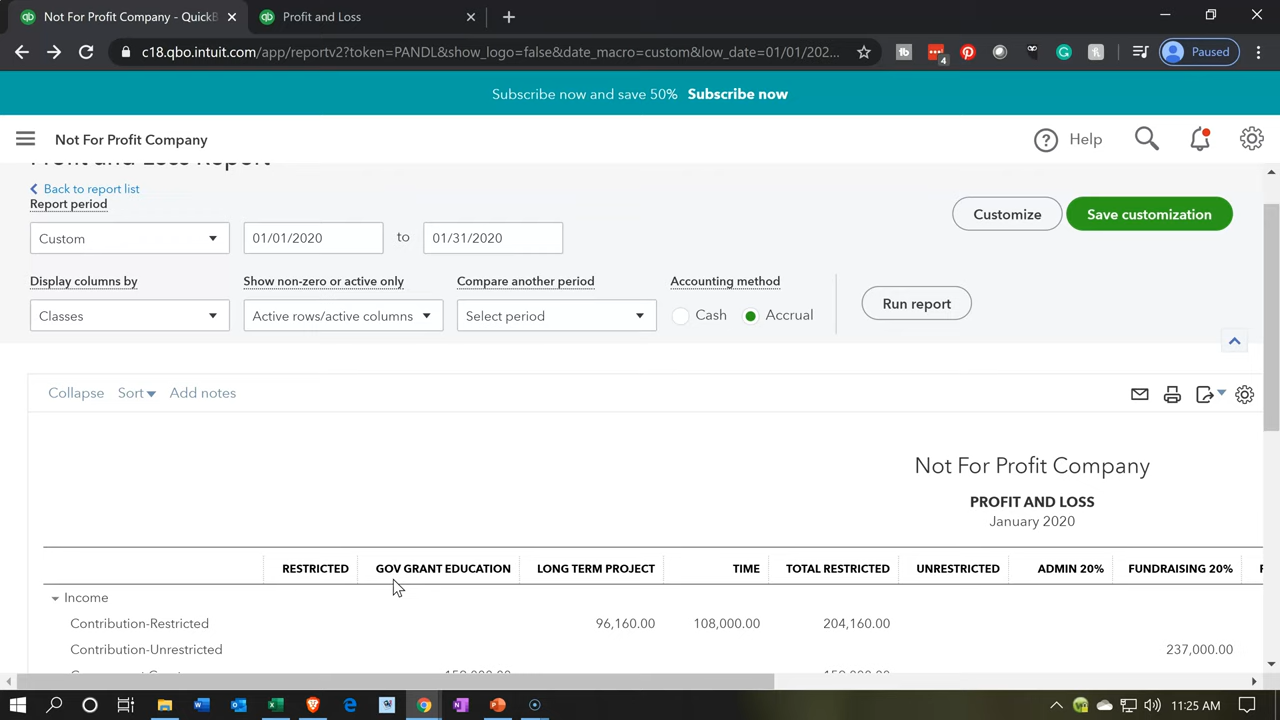 Not For Profit Company - QuickB
Profit and Loss
c18.qbo.intuit.com/app/reportv2?token=PANDL&show_logo=false&date_macro=custom&low_date=01/01/202...
4
Paused
Subscribe now and save 50% Subscribe now
Not For Profit Company
Help
Profit and Loss Report
Back to report list
Report period
Customize
Save customization
Custom
01/01/2020
to
01/31/2020
Display columns by
Show non-zero or active only
Compare another period
Accounting method
Classes
Active rows/active columns
Select period
Cash
Accrual
Run report
Collapse
Sort
Add notes
Not For Profit Company
PROFIT AND LOSS
January 2020
RESTRICTED GOV GRANT EDUCATION LONG TERM PROJECT TIME TOTAL RESTRICTED UNRESTRICTED ADMIN 20% FUNDRAISING 20%
Income
Contribution-Restricted 96,160.00 108,000.00 204,160.00
Contribution-Unrestricted 237,000.00
11:25 AM